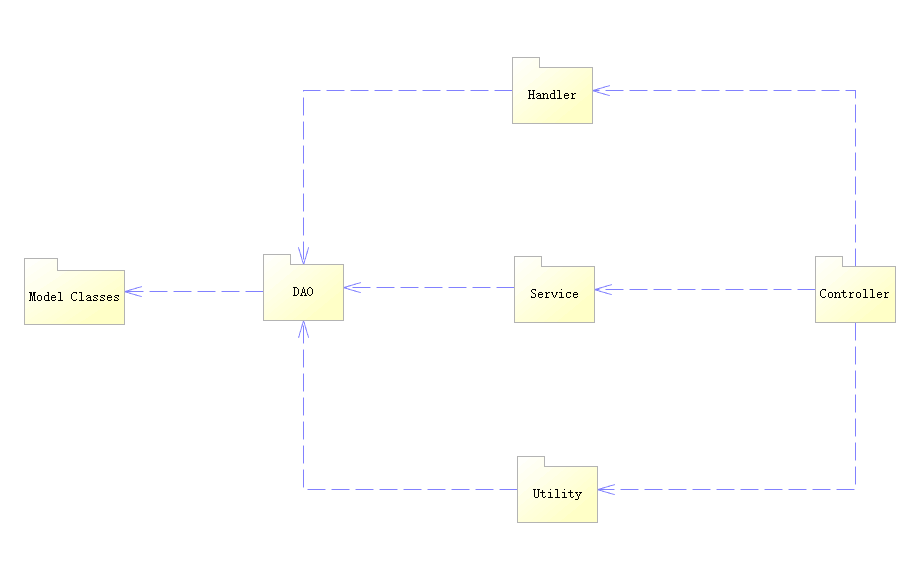 Handler
Model Classes
DAO
Service
Controller
Utility